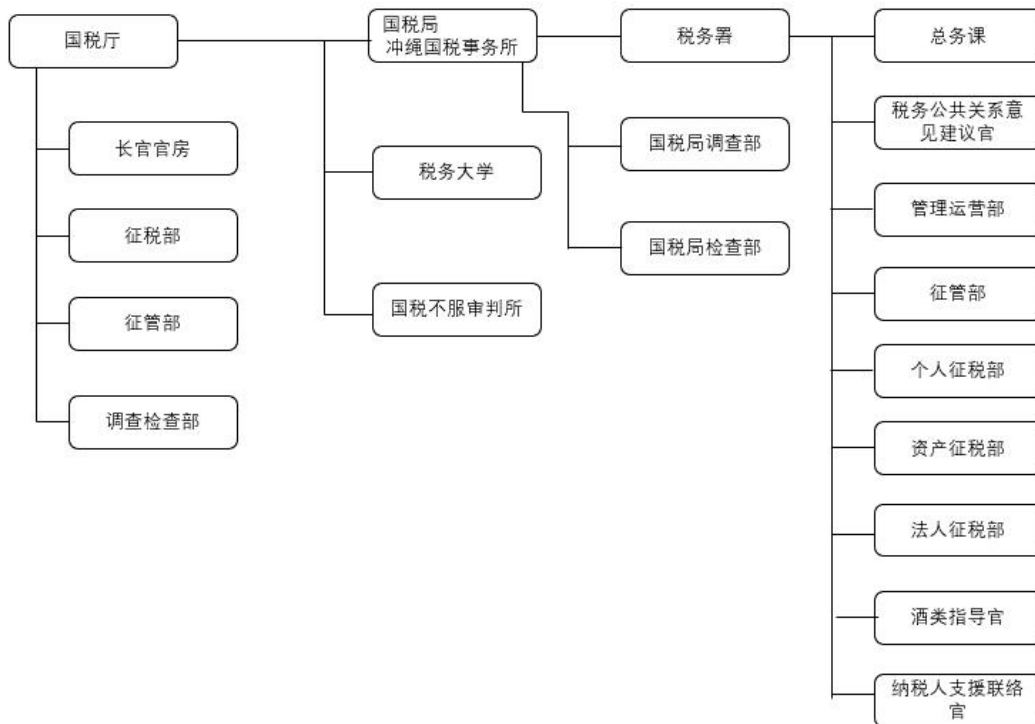 国税厅
国税局
冲绳国税事务所
税务署
总务课
长官官房
征税部
征管部
调查检查部
税务大学
国税不服审判所
国税局调查部
国税局检查部
税务公共关系意
见建议官
管理运营部
征管部
个人征税部
资产征税部
法人征税部
酒类指导官
纳税人支援联络
官